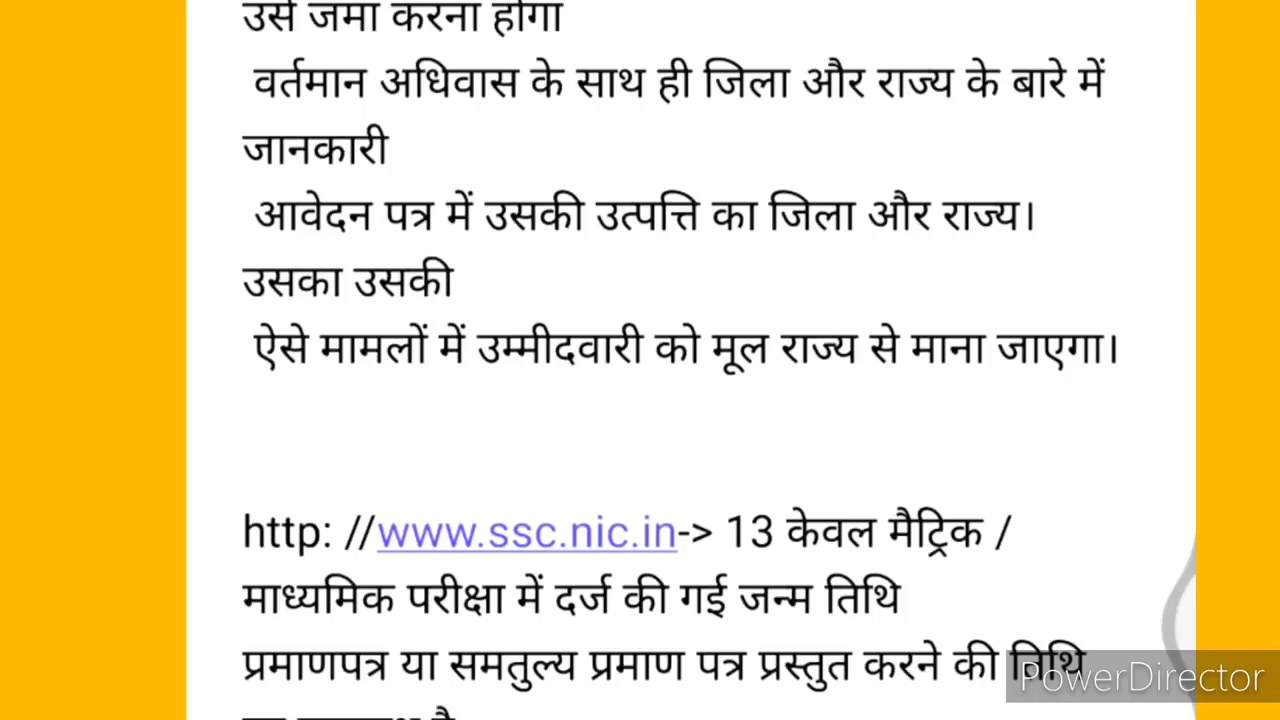 उसे जमा करना होगा
वर्तमान अधिवास के साथ ही जिला और राज्य के बारे में
जानकारी
आवेदन पत्र में उसकी उत्पत्ति का जिला और राज्य।
उसका उसकी
ऐसे मामलों में उम्मीदवारी को मूल राज्य से माना जाएगा।
http: //www.ssc.nic.in-> 13 केवल मैट्रिक /
माध्यमिक परीक्षा में दर्ज की गई जन्म तिथि
प्रमाणपत्र या समतुल्य प्रमाण पत्र प्रस्तुत करने की तिथि
PowerDirector